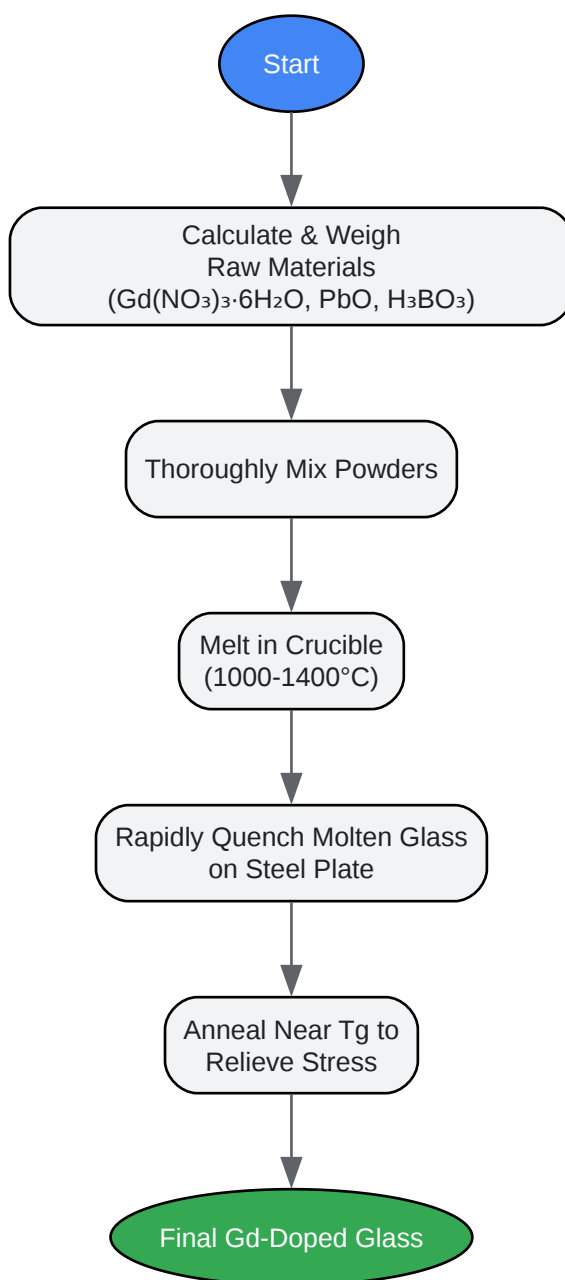 Start
Calculate & Weigh
Raw Materials
(Gd(NO₃)₃·6H₂O, PbO, H₃BO₃)
Thoroughly Mix Powders
Melt in Crucible
(1000-1400°C)
Rapidly Quench Molten Glass
on Steel Plate
Anneal Near Tg to
Relieve Stress
Final Gd-Doped Glass